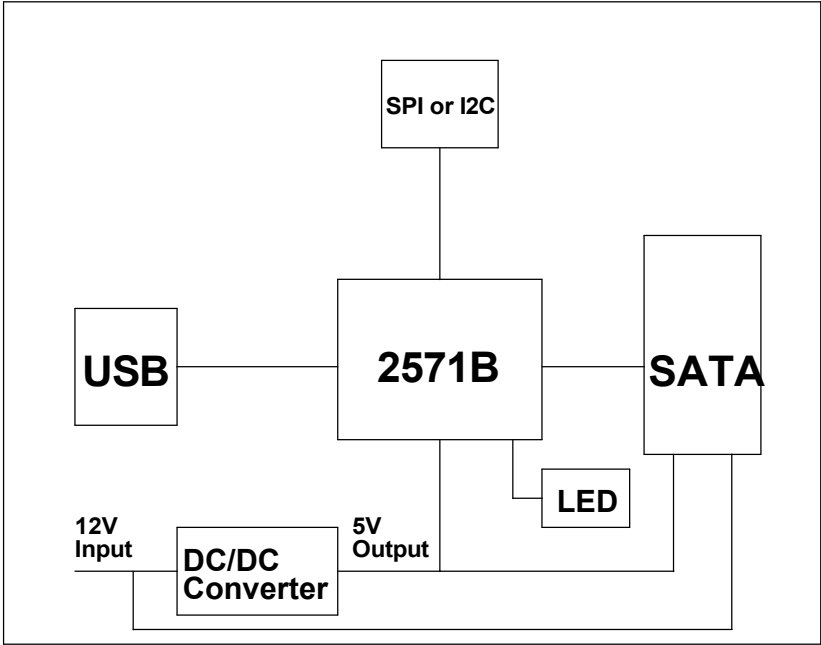 SPI or I2C
USB
2571B
SATA
LED
12V
Input
DC/DC
Converter
5V
Output